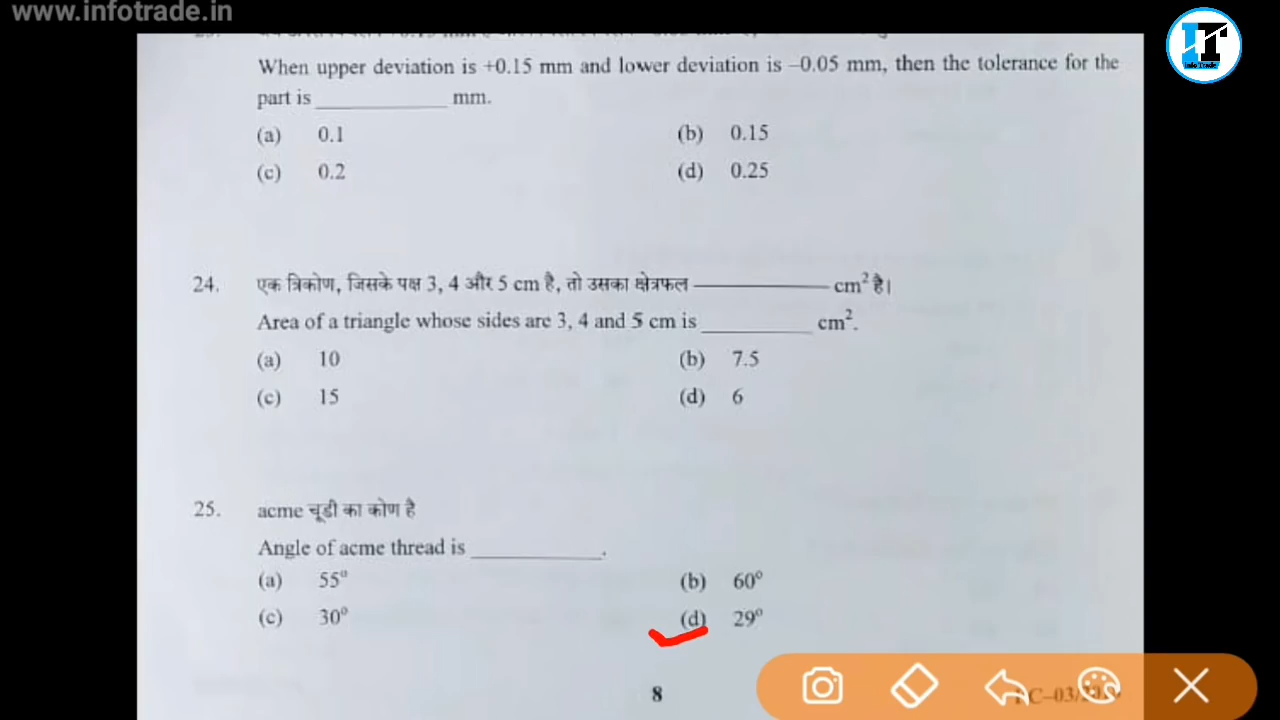 www.infotrade.in
When upper deviation is +0.15 mm and lower deviation is –0.05 mm, then the tolerance for the
part is ____________ mm.
(a) 0.1 (b) 0.15
(c) 0.2 (d) 0.25
24. एक त्रिकोण, जिसके पक्ष 3, 4 और 5 cm है, तो उसका क्षेत्रफल ____________ cm² है।
Area of a triangle whose sides are 3, 4 and 5 cm is __________ cm².
(a) 10 (b) 7.5
(c) 15 (d) 6
25. acme चूडी का कोण है
Angle of acme thread is ____________.
(a) 55° (b) 60°
(c) 30° (d) 29°
8
Info Trade